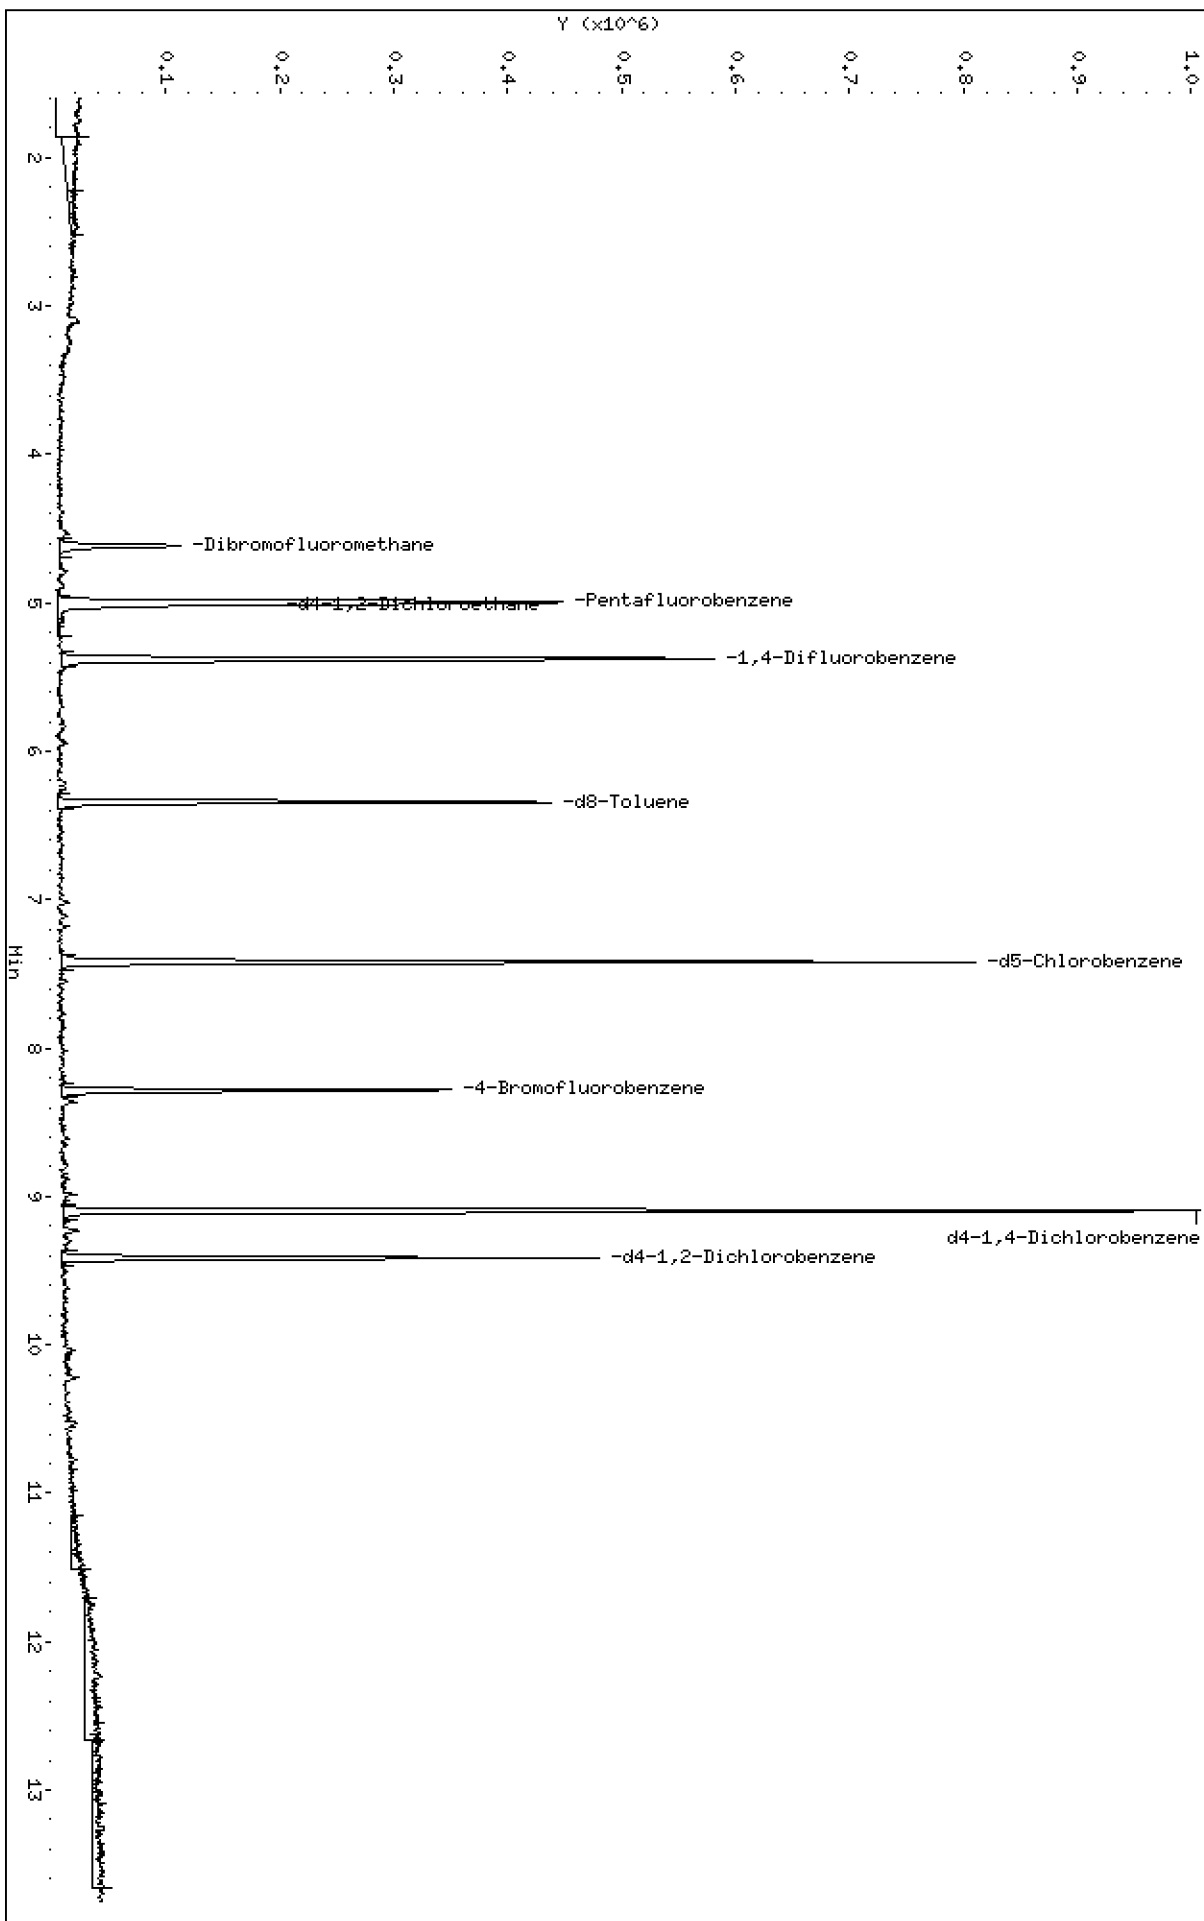 Y (x10^6)
0.1
0.2
0.3
0.4
0.5
0.6
0.7
0.8
0.9
1.0
2
3
4
-Dibromofluoromethane
5
-d4-1,2-Dichloroethane
-Pentafluorobenzene
-1,4-Difluorobenzene
6
-d8-Toluene
7
Min
-d5-Chlorobenzene
8
-4-Bromofluorobenzene
9
d4-1,4-Dichlorobenzene
-d4-1,2-Dichlorobenzene
10
11
12
13